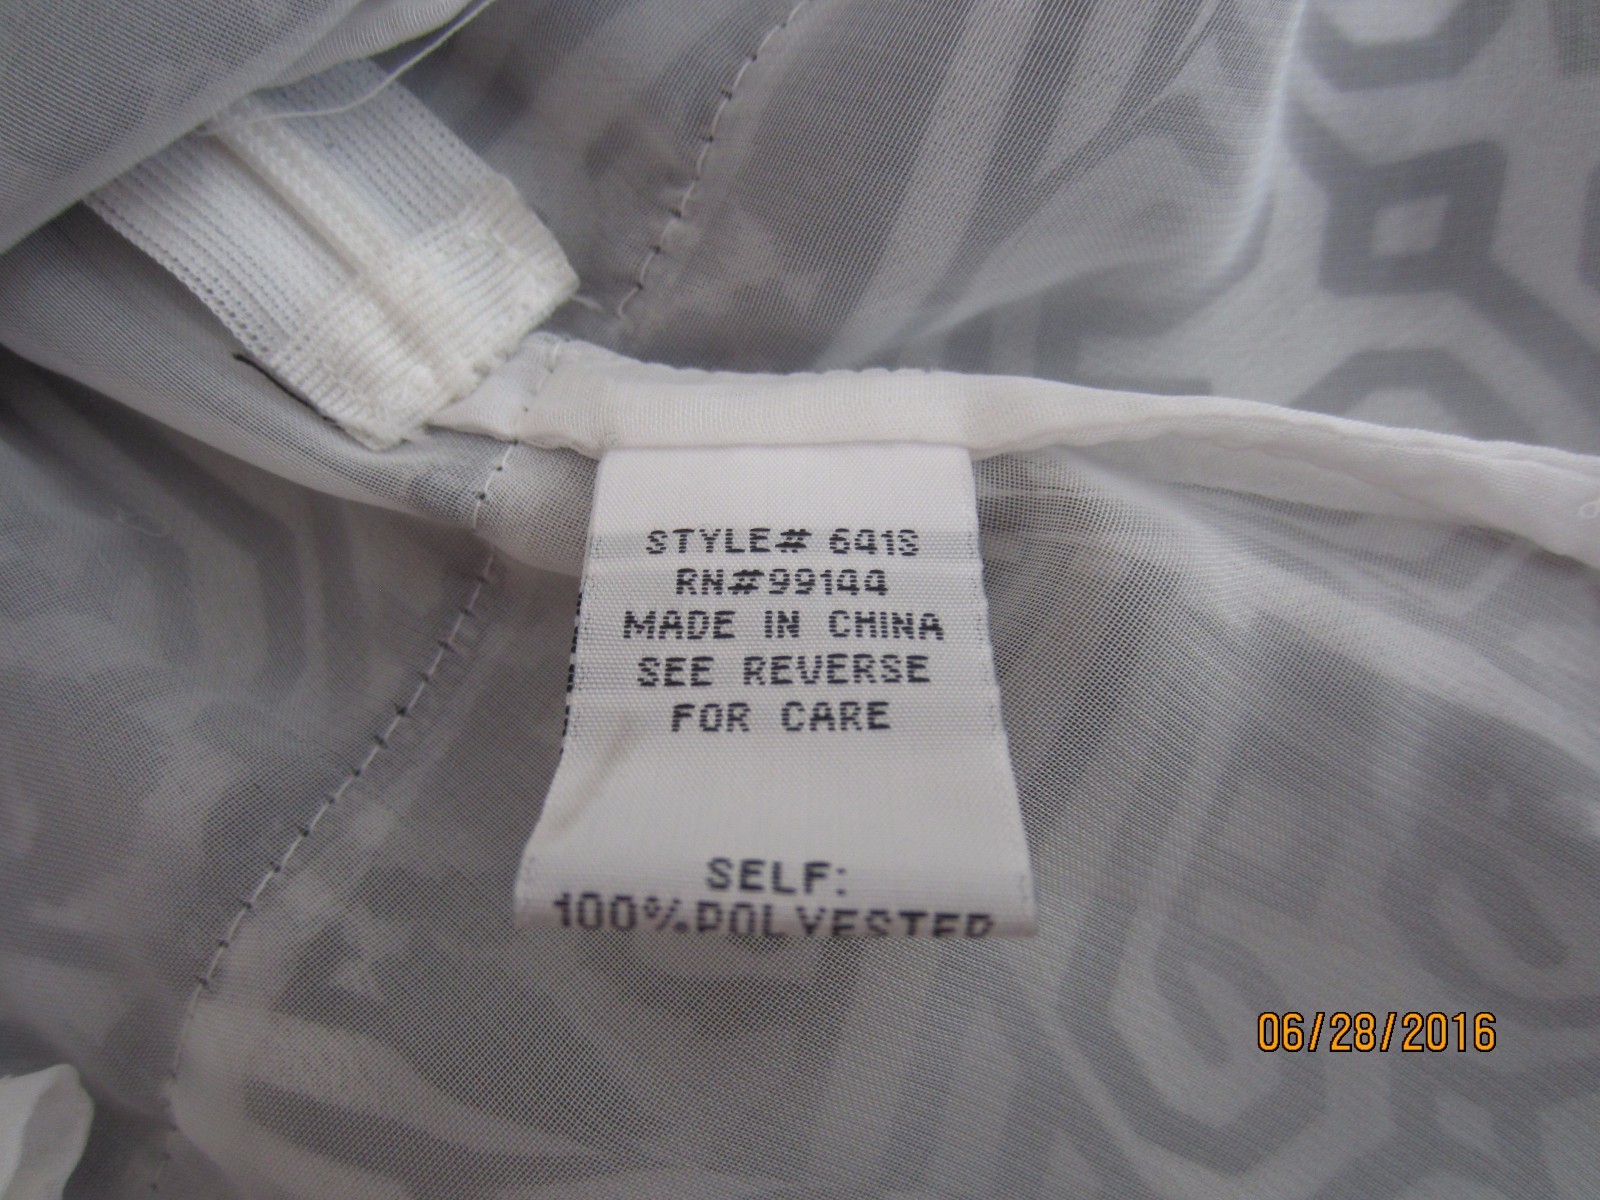 STYLE# 6418
RN#99144
MADE IN CHINA
SEE REVERSE
FOR CARE
SELF:
100%POLYESTER
06/28/2016